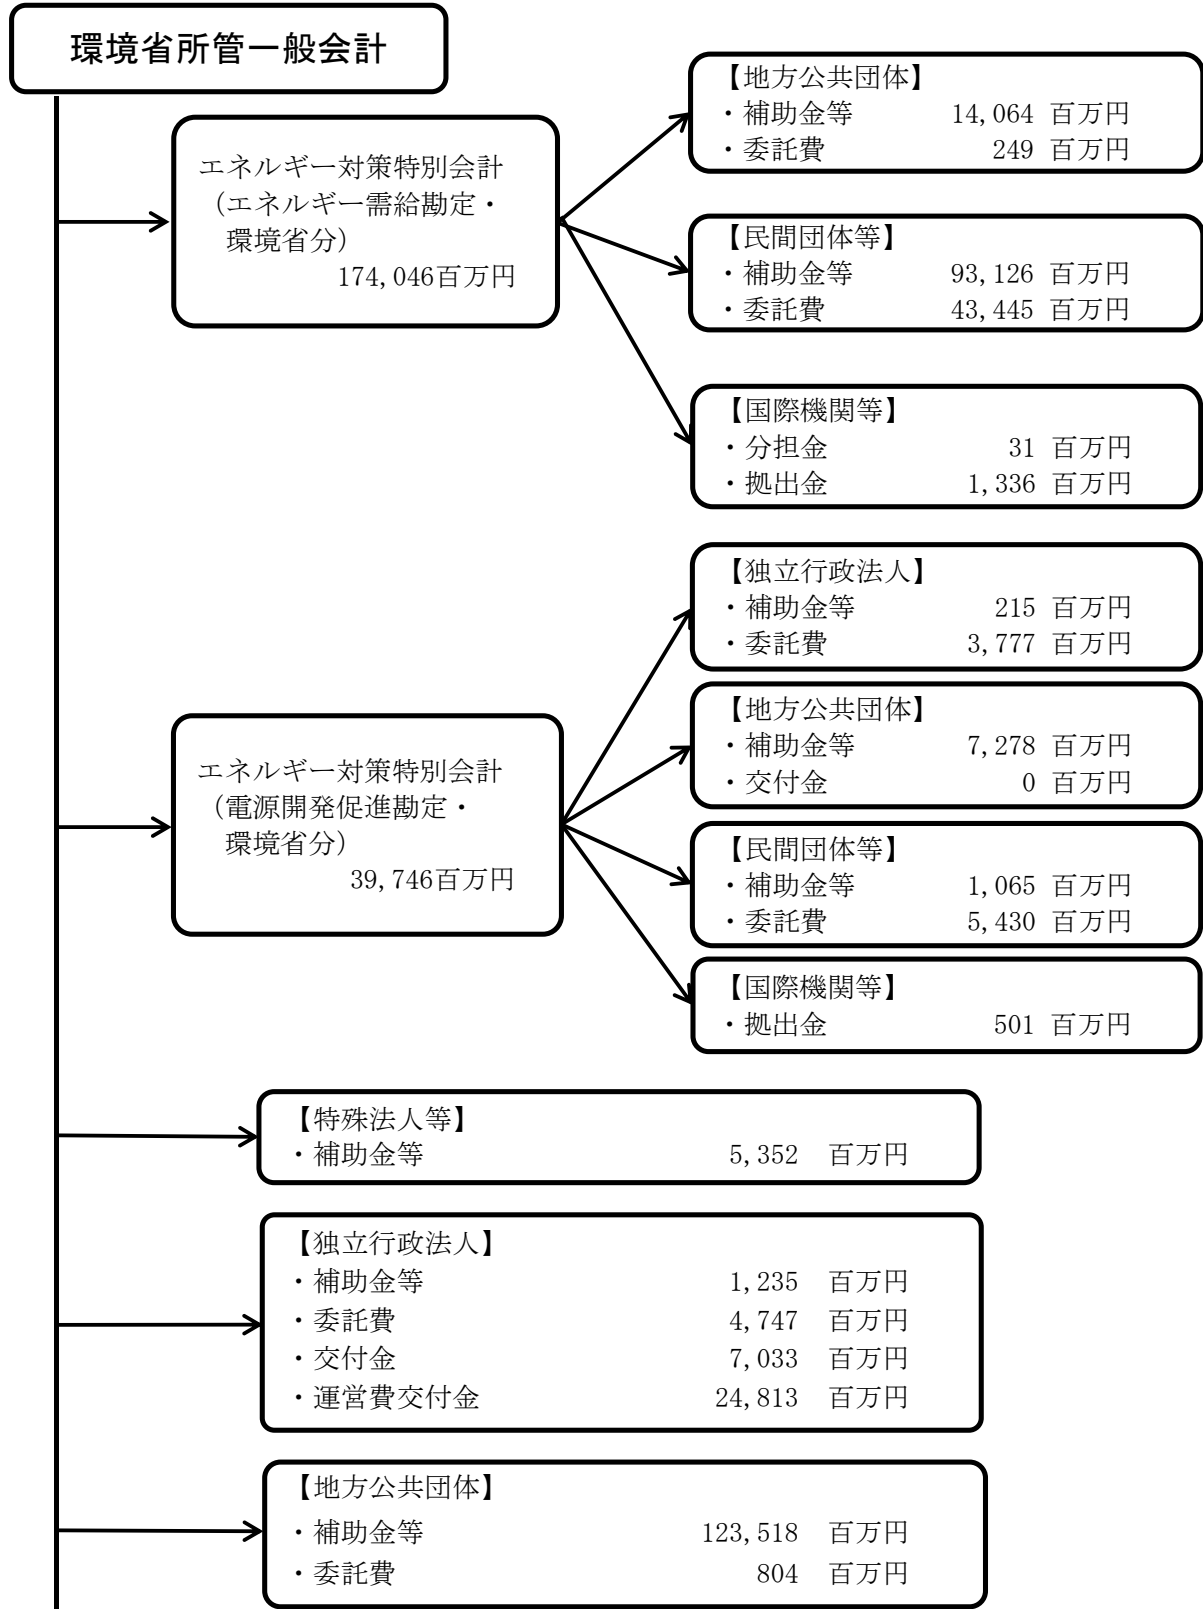 環境省所管一般会計
エネルギー対策特別会計
（エネルギー需給勘定・
環境省分）
174,046百万円
【地方公共団体】
・補助金等 14,064 百万円
・委託費 249 百万円
【民間団体等】
・補助金等 93,126 百万円
・委託費 43,445 百万円
【国際機関等】
・分担金 31 百万円
・拠出金 1,336 百万円
エネルギー対策特別会計
（電源開発促進勘定・
環境省分）
39,746百万円
【独立行政法人】
・補助金等 215 百万円
・委託費 3,777 百万円
【地方公共団体】
・補助金等 7,278 百万円
・交付金 0 百万円
【民間団体等】
・補助金等 1,065 百万円
・委託費 5,430 百万円
【国際機関等】
・拠出金 501 百万円
【特殊法人等】
・補助金等 5,352 百万円
【独立行政法人】
・補助金等 1,235 百万円
・委託費 4,747 百万円
・交付金 7,033 百万円
・運営費交付金 24,813 百万円
【地方公共団体】
・補助金等 123,518 百万円
・委託費 804 百万円